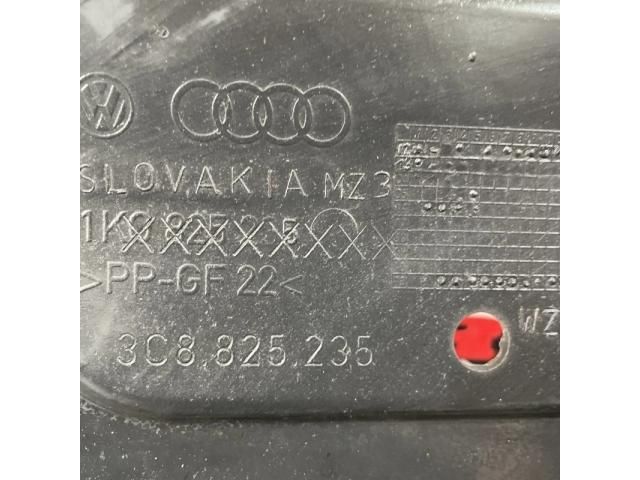 SLOVAKIA MZ3
>PP-GF 22<
WZ
3C8.825.235